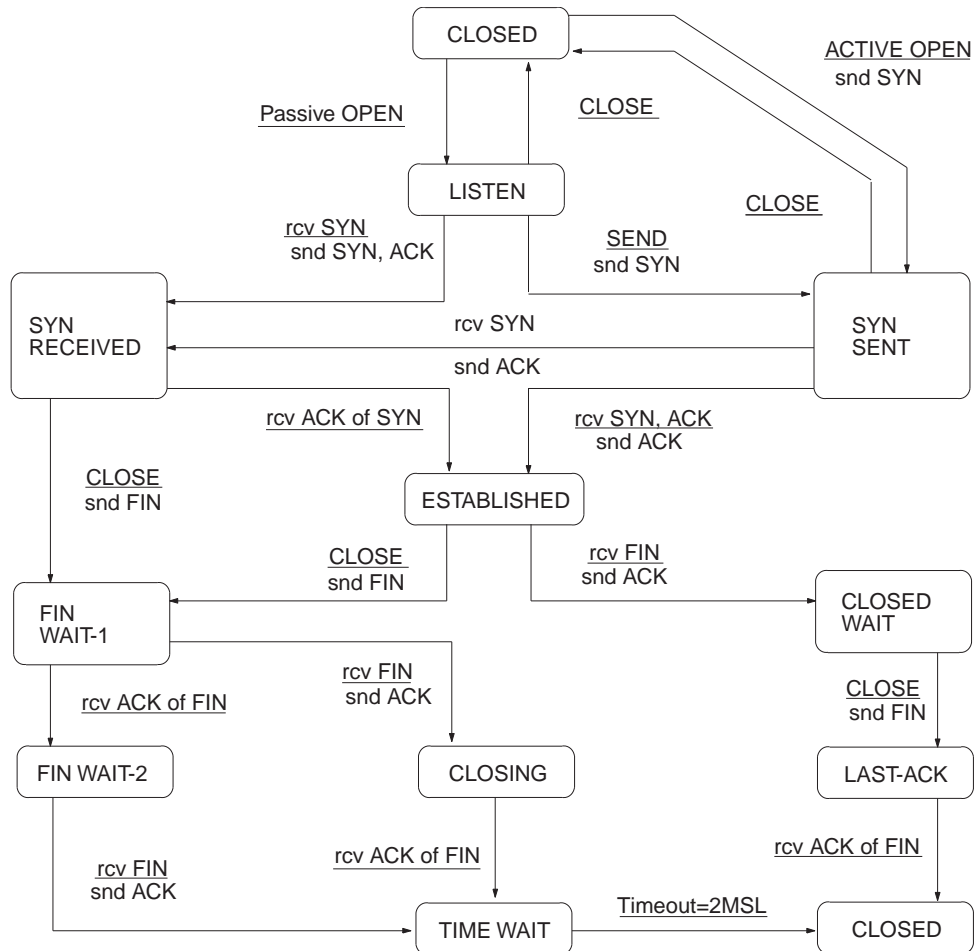 CLOSED
ACTIVE OPEN
snd SYN
Passive OPEN
CLOSE
LISTEN
CLOSE
rcv SYN
snd SYN, ACK
SEND
snd SYN
SYN
RECEIVED
rcv SYN
SYN
SENT
snd ACK
rcv ACK of SYN
rcv SYN, ACK
snd ACK
CLOSE
snd FIN
ESTABLISHED
CLOSE
snd FIN
rcv FIN
snd ACK
FIN
WAIT-1
CLOSED
WAIT
rcv ACK of FIN
rcv FIN
snd ACK
CLOSE
snd FIN
FIN WAIT-2
CLOSING
LAST-ACK
rcv FIN
snd ACK
rcv ACK of FIN
rcv ACK of FIN
TIME WAIT
Timeout=2MSL
CLOSED